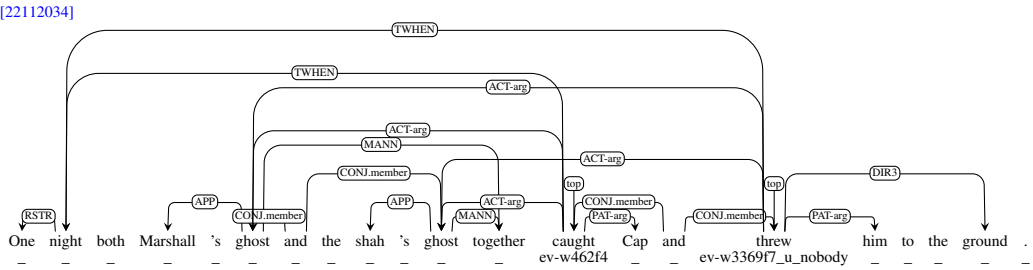 [22112034]
TWHEN
TWHEN
ACT-arg
ACT-arg
MANN
ACT-arg
CONJ.member DIR3
top top
APP APP ACT-arg CONJ.member
RSTR CONJ.member MANN PAT-arg CONJ.member PAT-arg
One night both Marshall 's ghost and the shah 's ghost together caught Cap and threw him to the ground .
_ _ _ _ _ _ _ _ _ _ _ _ ev-w462f4 _ _ ev-w3369f7_u_nobody _ _ _ _ _